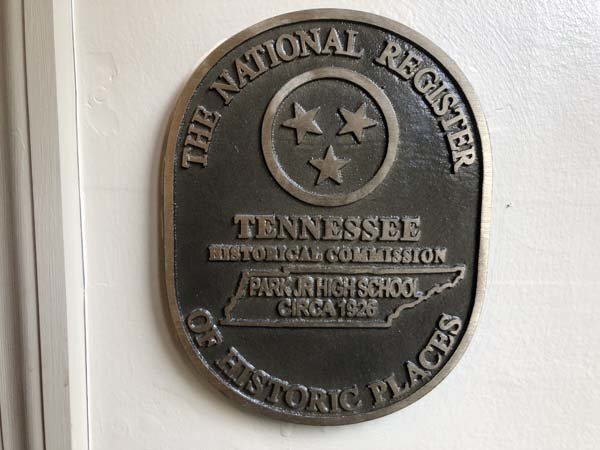 THE NATIONAL REGISTER
TENNESSEE
HISTORICAL COMMISSION
PARK JR HIGH SCHOOL
CIRCA 1926
OF HISTORIC PLACES